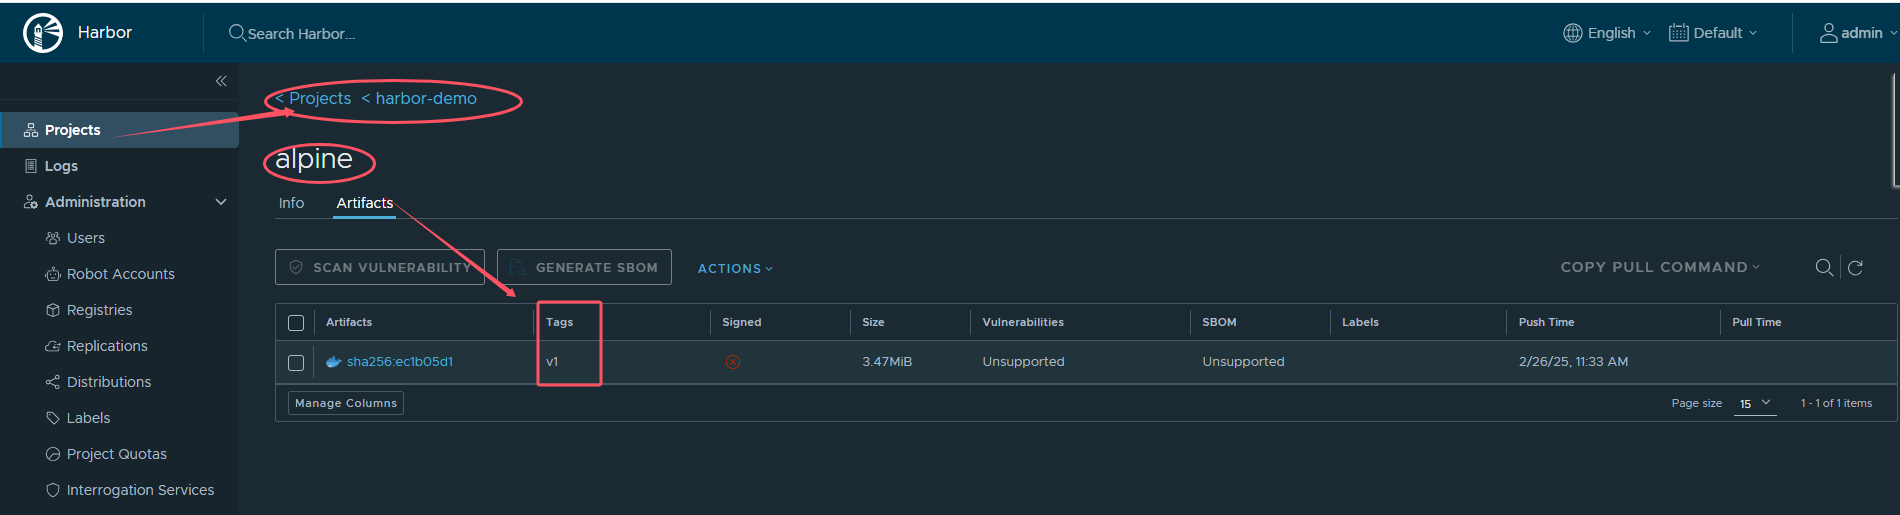 Harbor
Search Harbor...
English
Default
admin
< Projects < harbor-demo
Projects
alpine
Logs
Info Artifacts
Administration
Users
SCAN VULNERABILITY GENERATE SBOM ACTIONS COPY PULL COMMAND
Robot Accounts
Registries
Artifacts Tags Signed Size Vulnerabilities SBOM Labels Push Time Pull Time
Replications
sha256:ec1b05d1 v1 3.47MiB Unsupported Unsupported 2/26/25, 11:33 AM
Distributions
Manage Columns Page size 15 1 - 1 of 1 items
Labels
Project Quotas
Interrogation Services